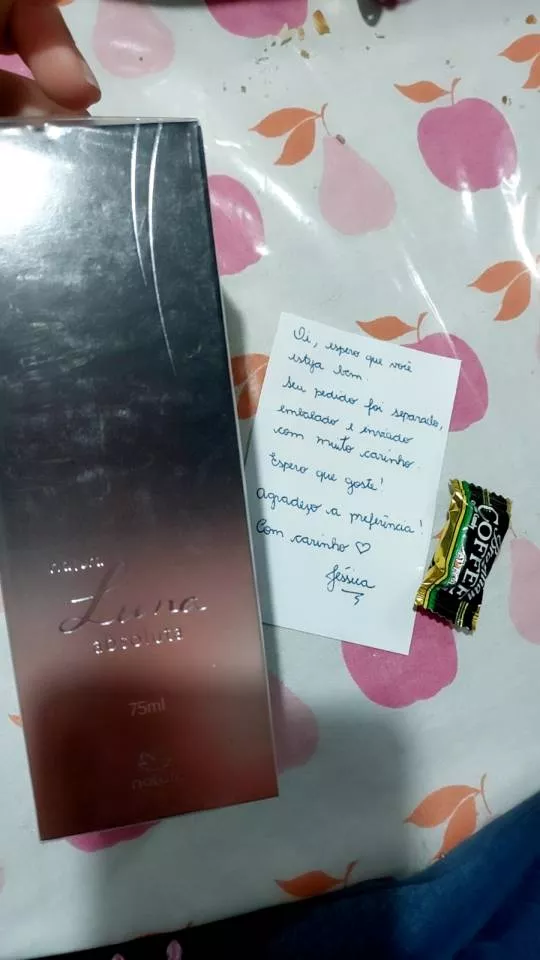 natura
Luna
absoluta
75ml
natura
Oi, espero que você
esteja bem.
Seu pedido foi separado,
embalado e enviado
com muito carinho.
Espero que goste!
Agradeço a preferência!
Com carinho ♡
Jéssica
Brazilian
COFFEE